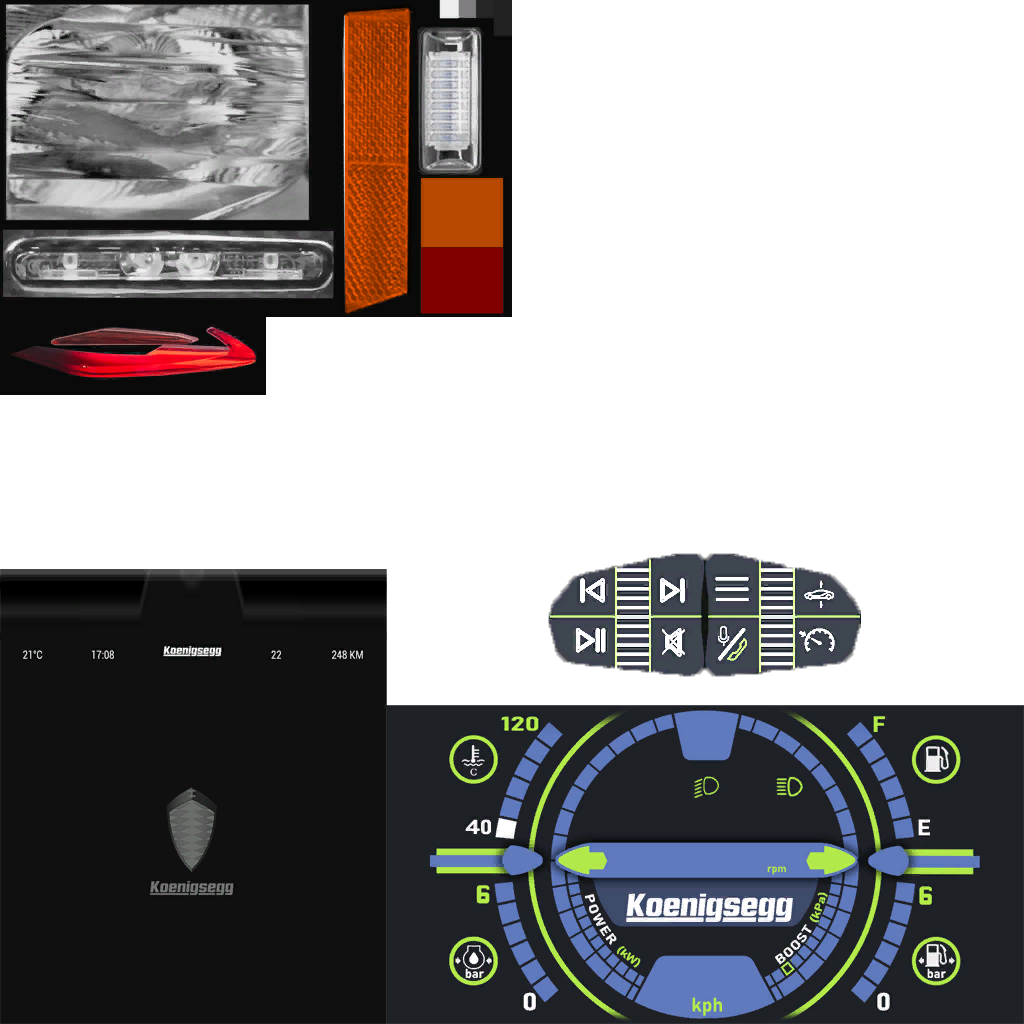 21°C 17:08 Koenigsegg 22 248 KM
Koenigsegg
120 F
C
40 E
rpm
6 6
Koenigsegg
POWER (kW) BOOST (kPa)
bar bar
0 kph 0